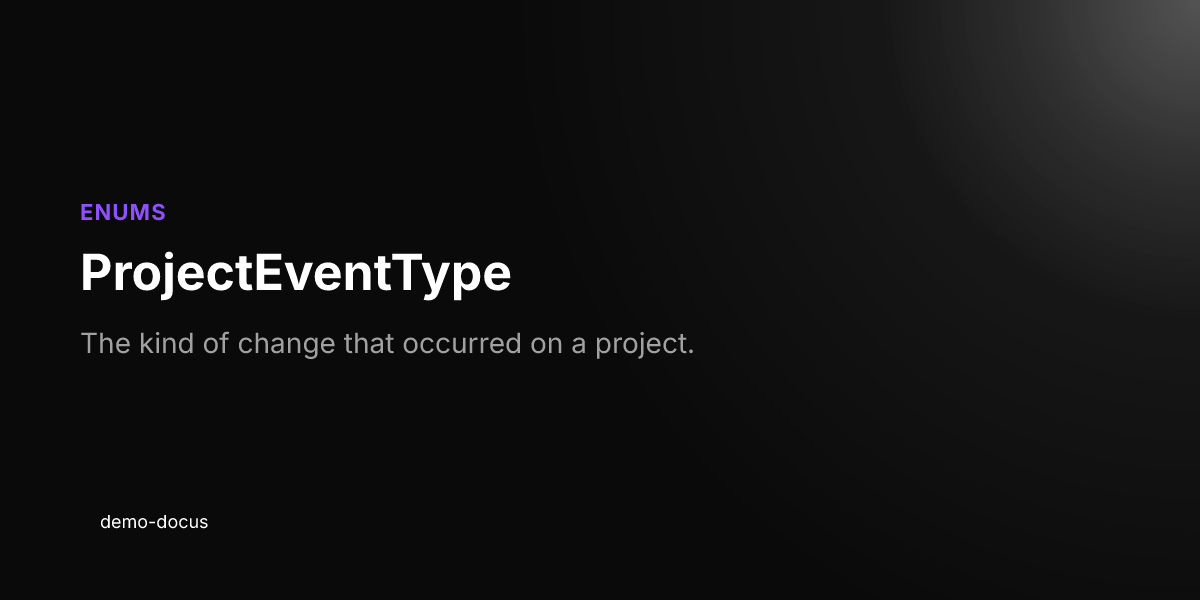 ENUMS
ProjectEventType
The kind of change that occurred on a project.
demo-docus